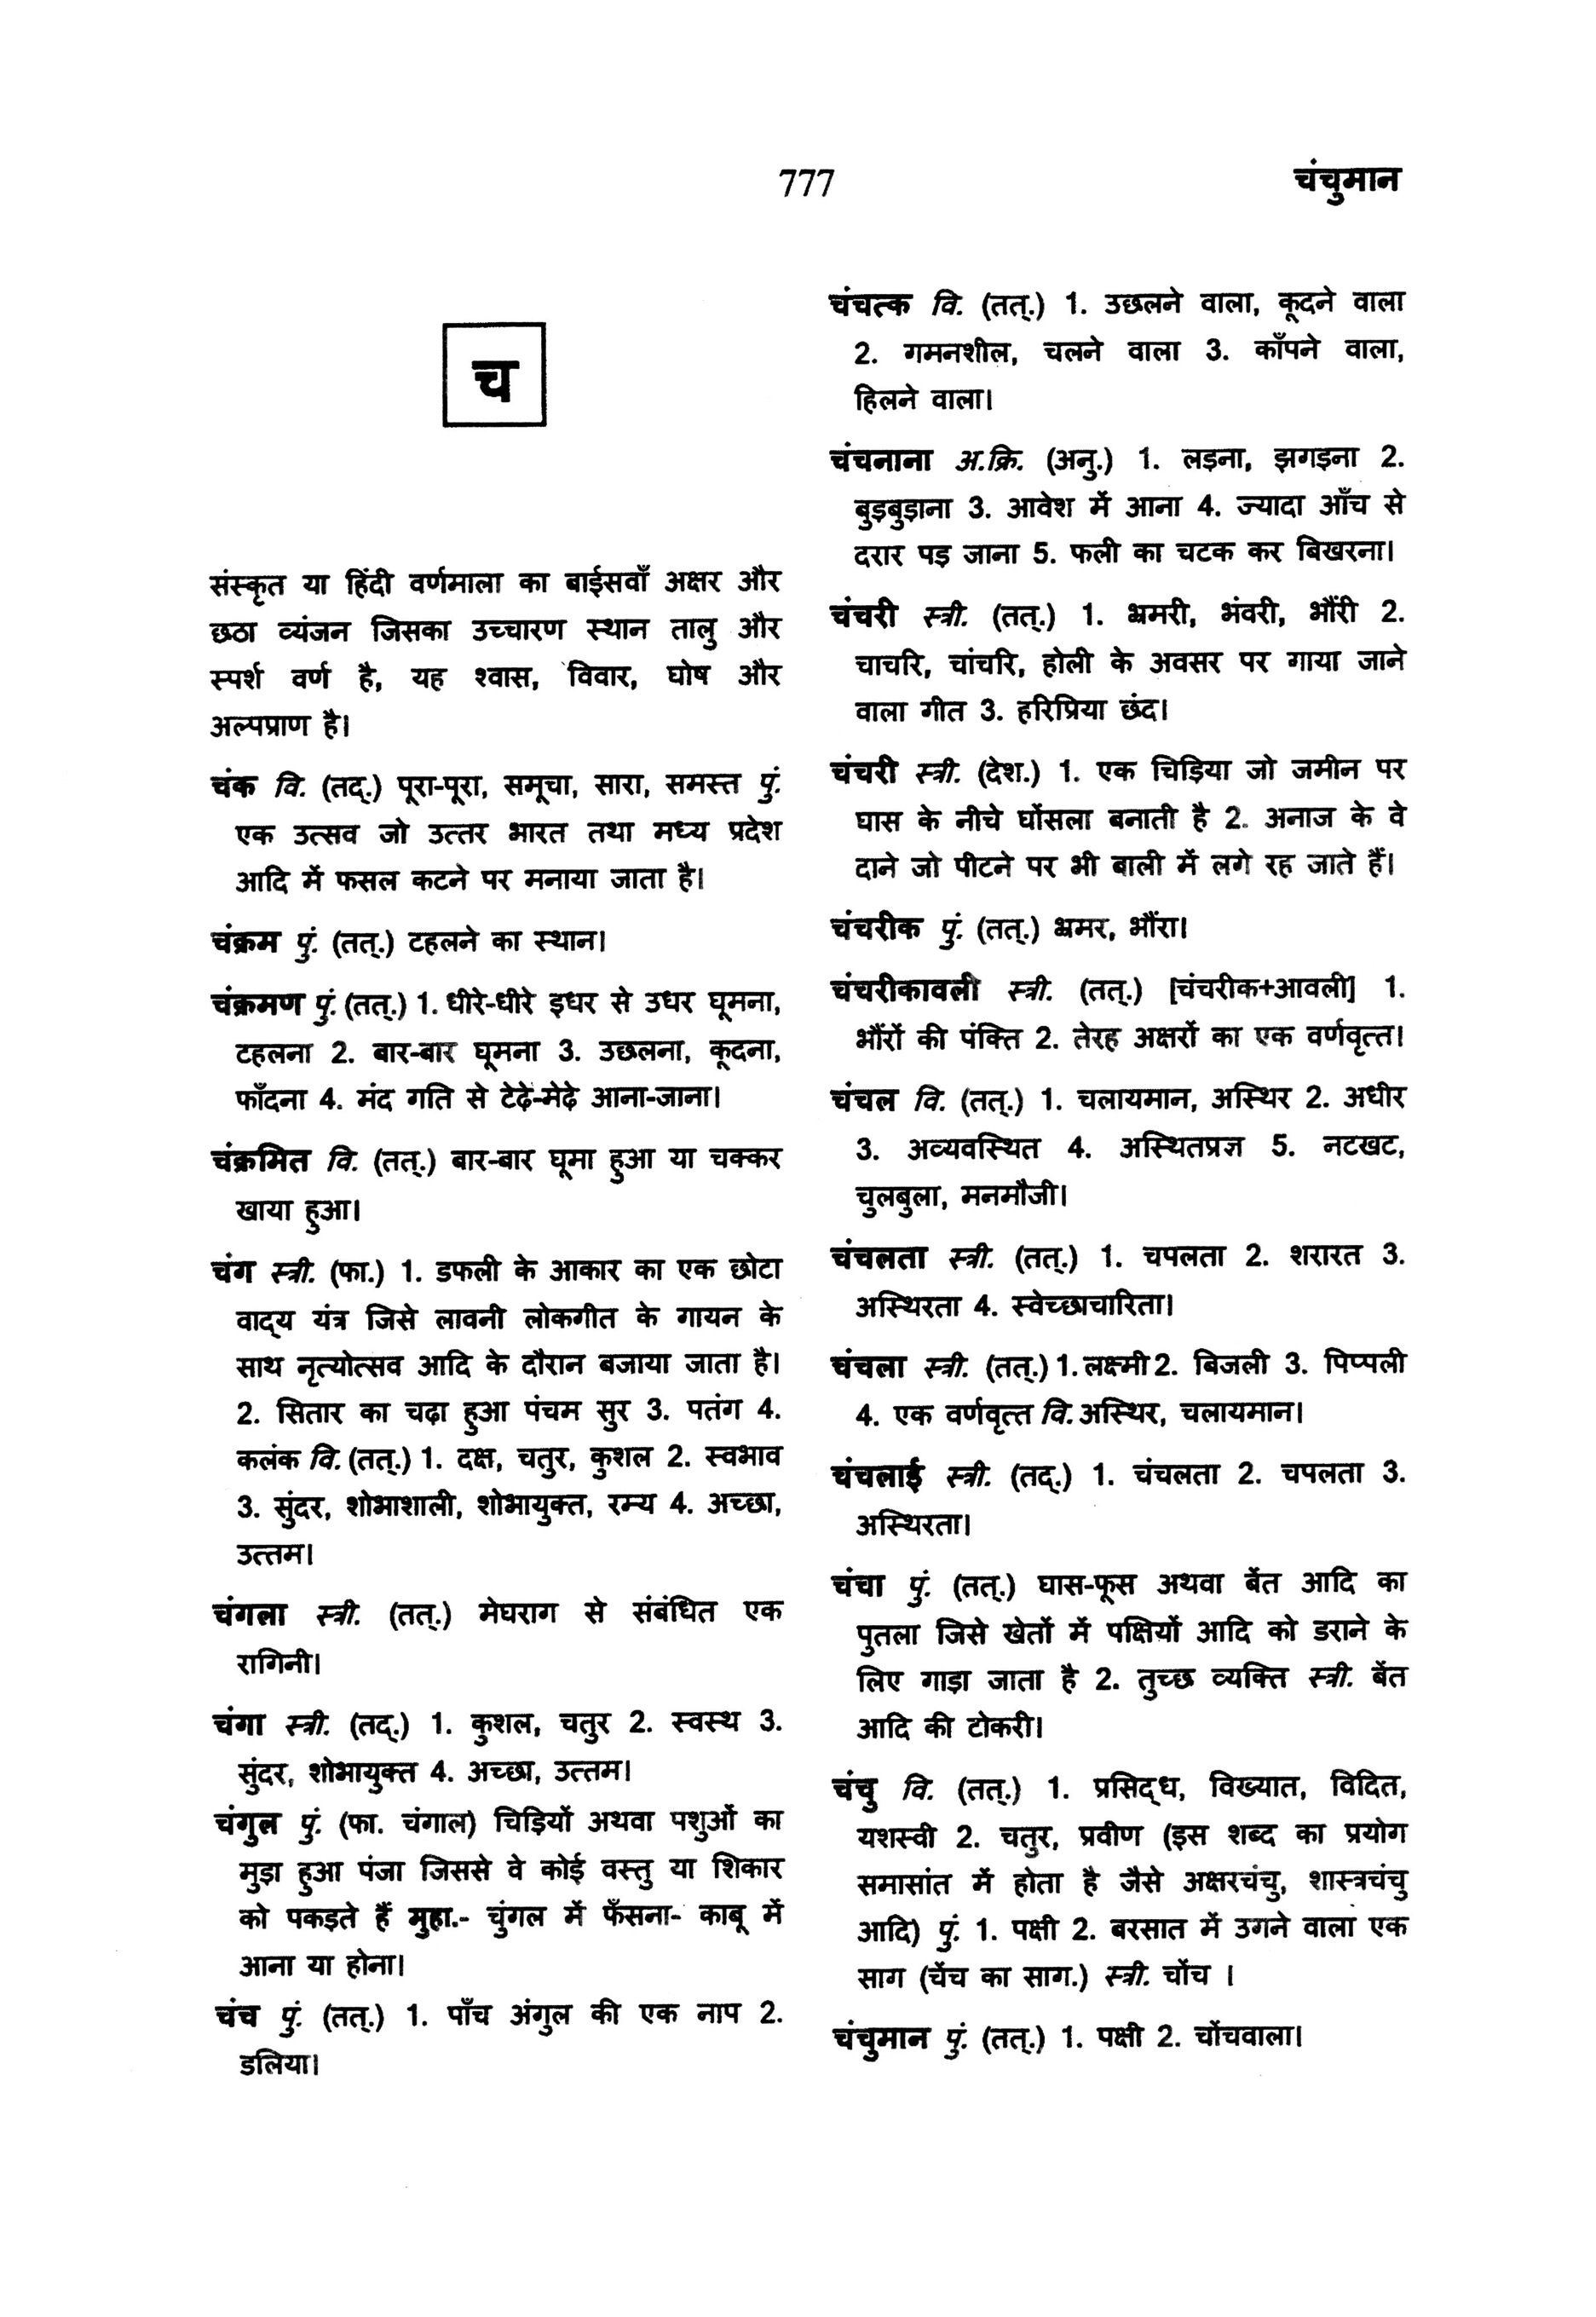 777
चंचुमान
च
संस्कृत या हिंदी वर्णमाला का बाईसवाँ अक्षर और
छठा व्यंजन जिसका उच्चारण स्थान तालु और
स्पर्श वर्ण है, यह श्वास, विवार, घोष और
अल्पप्राण है।
चंक वि. (तद्.) पूरा-पूरा, समूचा, सारा, समस्त पुं.
एक उत्सव जो उत्तर भारत तथा मध्य प्रदेश
आदि में फसल कटने पर मनाया जाता है।
चंक्रम पुं. (तत्.) टहलने का स्थान।
चंक्रमण पुं. (तत्.) 1. धीरे-धीरे इधर से उधर घूमना,
टहलना 2. बार-बार घूमना 3. उछलना, कूदना,
फाँदना 4. मंद गति से टेढ़े-मेढ़े आना-जाना।
चंक्रमित वि. (तत्.) बार-बार घूमा हुआ या चक्कर
खाया हुआ।
चंग स्त्री. (फा.) 1. डफली के आकार का एक छोटा
वाद्य यंत्र जिसे लावनी लोकगीत के गायन के
साथ नृत्योत्सव आदि के दौरान बजाया जाता है।
2. सितार का चढ़ा हुआ पंचम सुर 3. पतंग 4.
कलंक वि. (तत्.) 1. दक्ष, चतुर, कुशल 2. स्वभाव
3. सुंदर, शोभाशाली, शोभायुक्त, रम्य 4. अच्छा,
उत्तम।
चंगला स्त्री. (तत्.) मेघराग से संबंधित एक
रागिनी।
चंगा स्त्री. (तद्.) 1. कुशल, चतुर 2. स्वस्थ 3.
सुंदर, शोभायुक्त 4. अच्छा, उत्तम।
चंगुल पुं. (फा. चंगाल) चिड़ियों अथवा पशुओं का
मुड़ा हुआ पंजा जिससे वे कोई वस्तु या शिकार
को पकड़ते हैं मुहा.- चुंगल में फँसना- काबू में
आना या होना।
चंच पुं. (तत्.) 1. पाँच अंगुल की एक नाप 2.
डलिया।
चंचत्क वि. (तत्.) 1. उछलने वाला, कूदने वाला
2. गमनशील, चलने वाला 3. काँपने वाला,
हिलने वाला।
चंचनाना अ.क्रि. (अनु.) 1. लड़ना, झगड़ना 2.
बुड़बुड़ाना 3. आवेश में आना 4. ज्यादा आँच से
दरार पड़ जाना 5. फली का चटक कर बिखरना।
चंचरी स्त्री. (तत्.) 1. भ्रमरी, भंवरी, भौंरी 2.
चाचरि, चांचरि, होली के अवसर पर गाया जाने
वाला गीत 3. हरिप्रिया छंद।
चंचरी स्त्री. (देश.) 1. एक चिड़िया जो जमीन पर
घास के नीचे घोंसला बनाती है 2. अनाज के वे
दाने जो पीटने पर भी बाली में लगे रह जाते हैं।
चंचरीक पुं. (तत्.) भ्रमर, भौंरा।
चंचरीकावली स्त्री. (तत्.) [चंचरीक+आवली] 1.
भौंरों की पंक्ति 2. तेरह अक्षरों का एक वर्णवृत्त।
चंचल वि. (तत्.) 1. चलायमान, अस्थिर 2. अधीर
3. अव्यवस्थित 4. अस्थितप्रज्ञ 5. नटखट,
चुलबुला, मनमौजी।
चंचलता स्त्री. (तत्.) 1. चपलता 2. शरारत 3.
अस्थिरता 4. स्वेच्छाचारिता।
चंचला स्त्री. (तत्.) 1. लक्ष्मी 2. बिजली 3. पिप्पली
4. एक वर्णवृत्त वि. अस्थिर, चलायमान।
चंचलाई स्त्री. (तद्.) 1. चंचलता 2. चपलता 3.
अस्थिरता।
चंचा पुं. (तत्.) घास-फूस अथवा बेंत आदि का
पुतला जिसे खेतों में पक्षियों आदि को डराने के
लिए गाड़ा जाता है 2. तुच्छ व्यक्ति स्त्री. बेंत
आदि की टोकरी।
चंचु वि. (तत्.) 1. प्रसिद्ध, विख्यात, विदित,
यशस्वी 2. चतुर, प्रवीण (इस शब्द का प्रयोग
समासांत में होता है जैसे अक्षरचंचु, शास्त्रचंचु
आदि) पुं. 1. पक्षी 2. बरसात में उगने वाला एक
साग (चेंच का साग.) स्त्री. चोंच ।
चंचुमान पुं. (तत्.) 1. पक्षी 2. चोंचवाला।